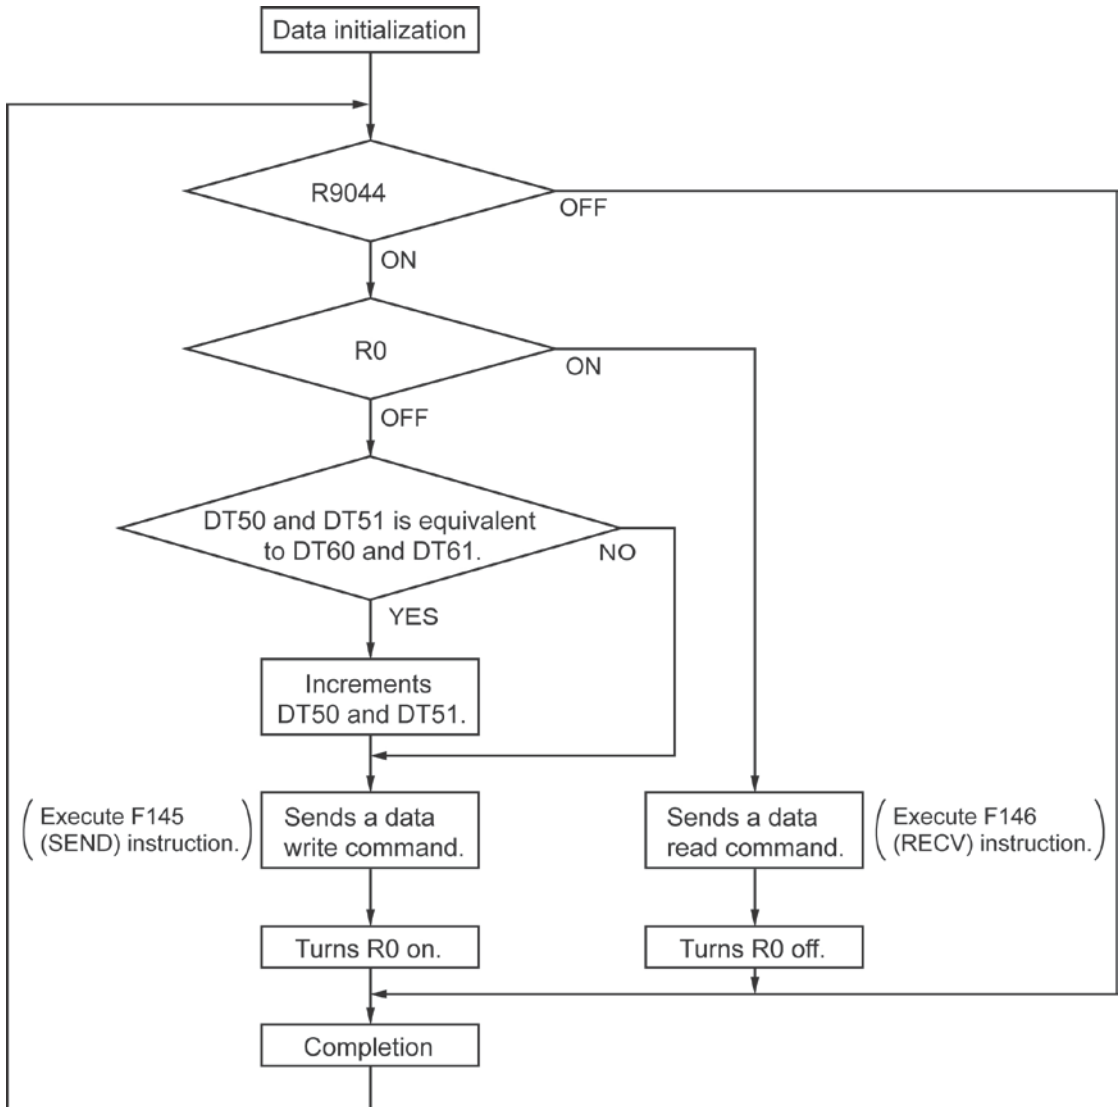 Data initialization
R9044
OFF
ON
R0
ON
OFF
DT50 and DT51 is equivalent
to DT60 and DT61.
NO
YES
Increments
DT50 and DT51.
Execute F145
(SEND) instruction.
Sends a data
write command.
Sends a data
read command.
Execute F146
(RECV) instruction.
Turns R0 on.
Turns R0 off.
Completion